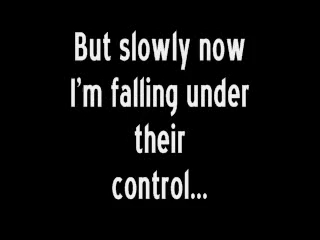 But slowly now
I'm falling under
their
control...